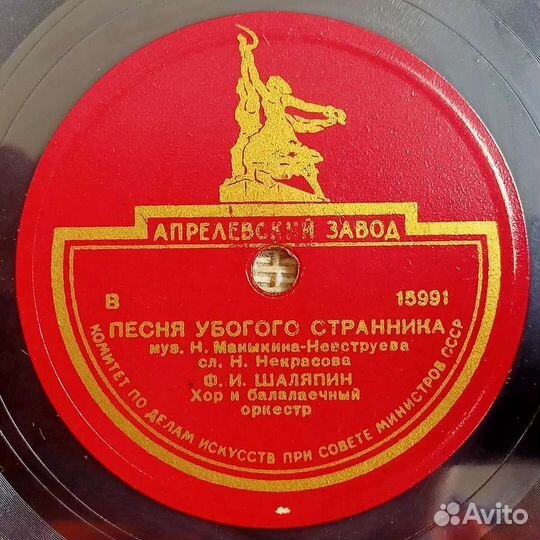 АПРЕЛЕВСКИЙ ЗАВОД
В 15991
ПЕСНЯ УБОГОГО СТРАННИКА
муз. Н. Маныкина-Невструева
сл. Н. Некрасова
Ф. И. ШАЛЯПИН
Хор и балалаечный
оркестр
КОМИТЕТ ПО ДЕЛАМ ИСКУССТВ ПРИ СОВЕТЕ МИНИСТРОВ СССР
Avito